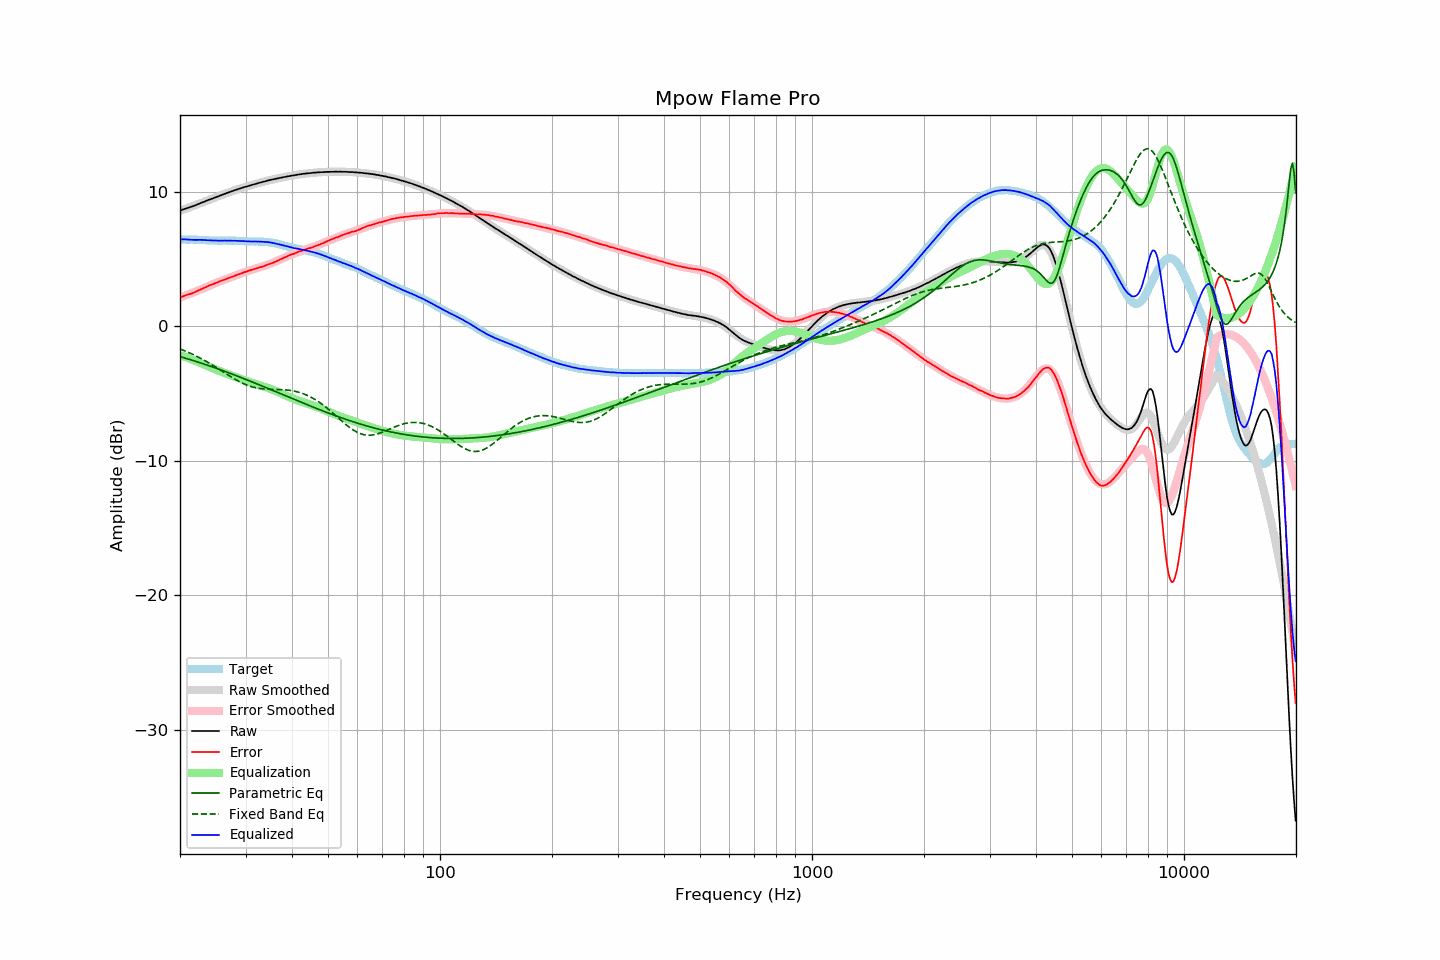 Mpow Flame Pro
Amplitude (dBr)
10
0
−10
−20
−30
Target
Raw Smoothed
Error Smoothed
Raw
Error
Equalization
Parametric Eq
Fixed Band Eq
Equalized
100
1000
10000
Frequency (Hz)